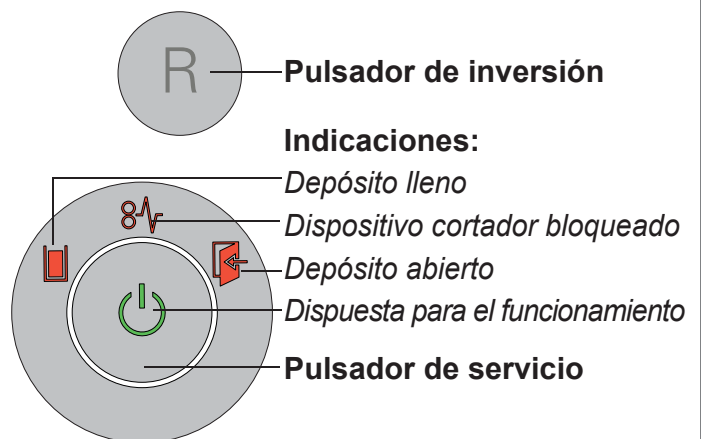 R
Pulsador de inversión
Indicaciones:
Depósito lleno
Dispositivo cortador bloqueado
Depósito abierto
Dispuesta para el funcionamiento
Pulsador de servicio